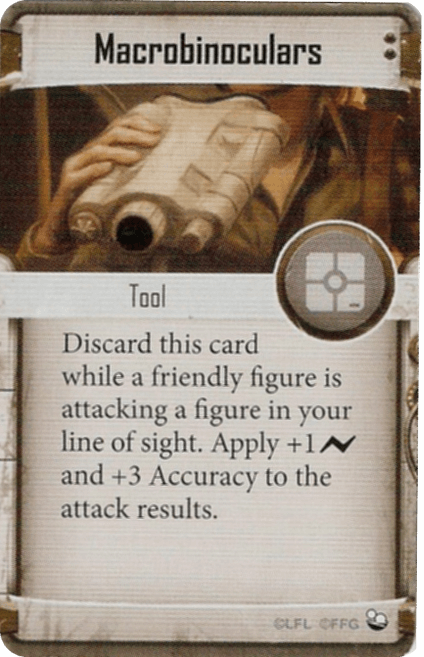 Macrobinoculars
Tool
Discard this card
while a friendly figure is
attacking a figure in your
line of sight. Apply +1
and +3 Accuracy to the
attack results.
©LFL ©FFG